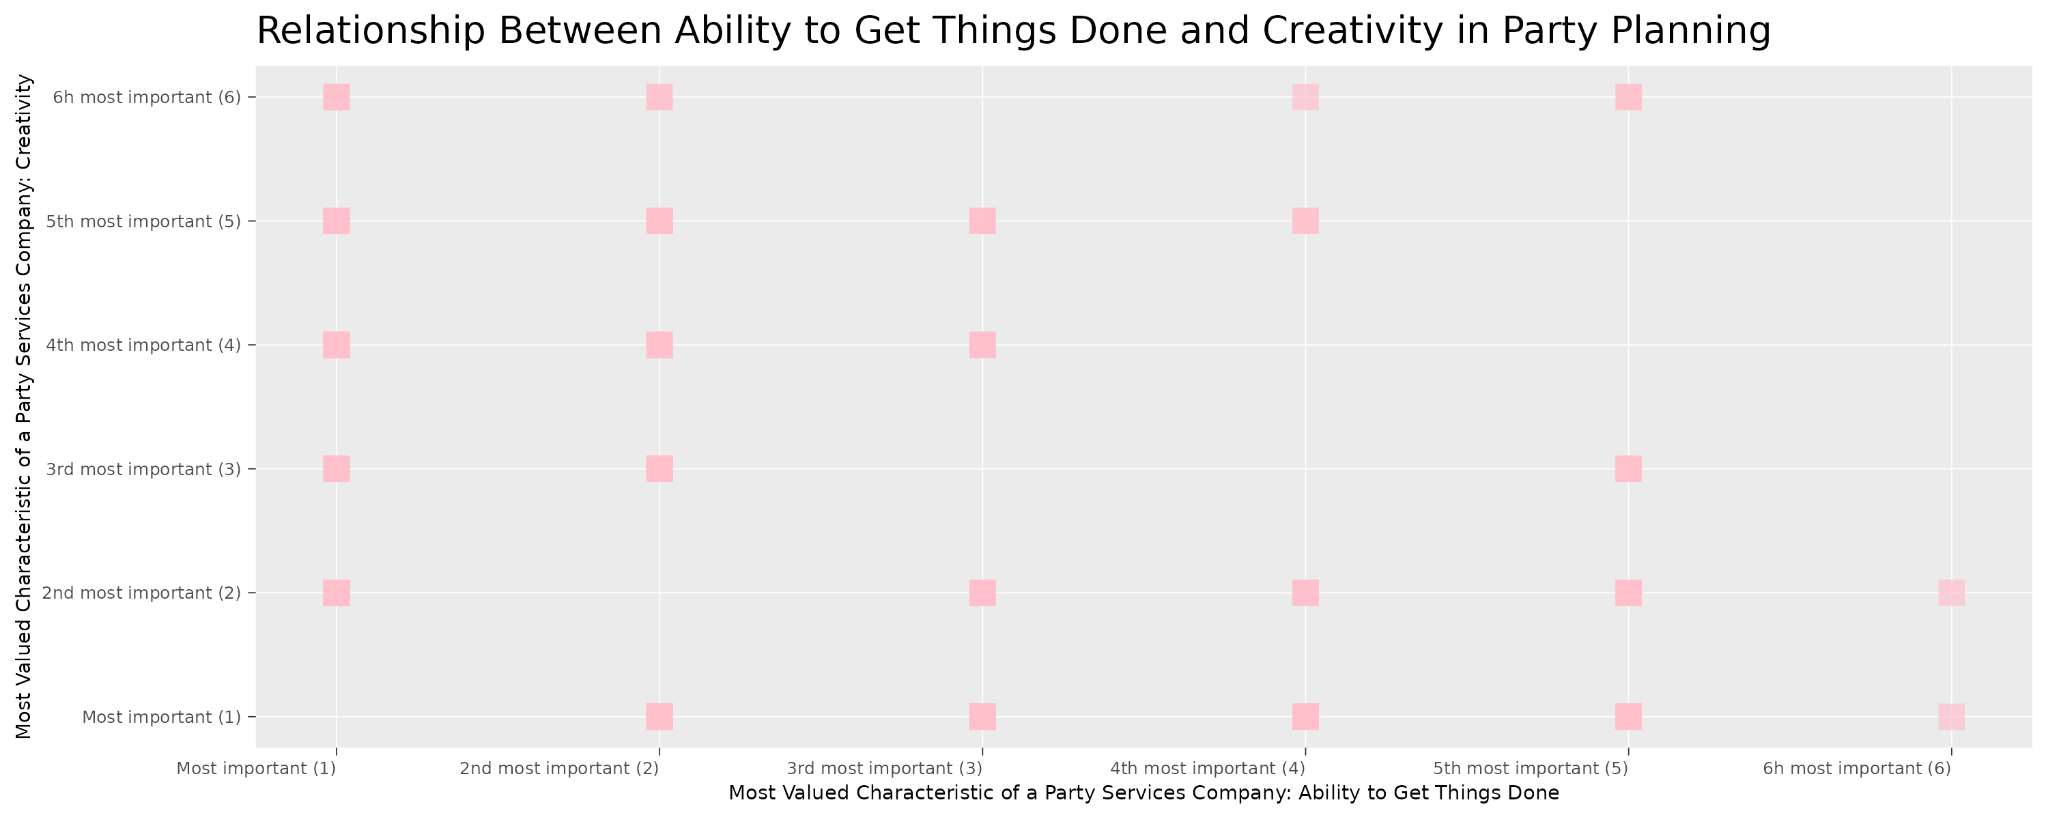 Relationship Between Ability to Get Things Done and Creativity in Party Planning
Most Valued Characteristic of a Party Services Company: Creativity
6h most important (6)
5th most important (5)
4th most important (4)
3rd most important (3)
2nd most important (2)
Most important (1)
Most important (1) 2nd most important (2) 3rd most important (3) 4th most important (4) 5th most important (5) 6h most important (6)
Most Valued Characteristic of a Party Services Company: Ability to Get Things Done